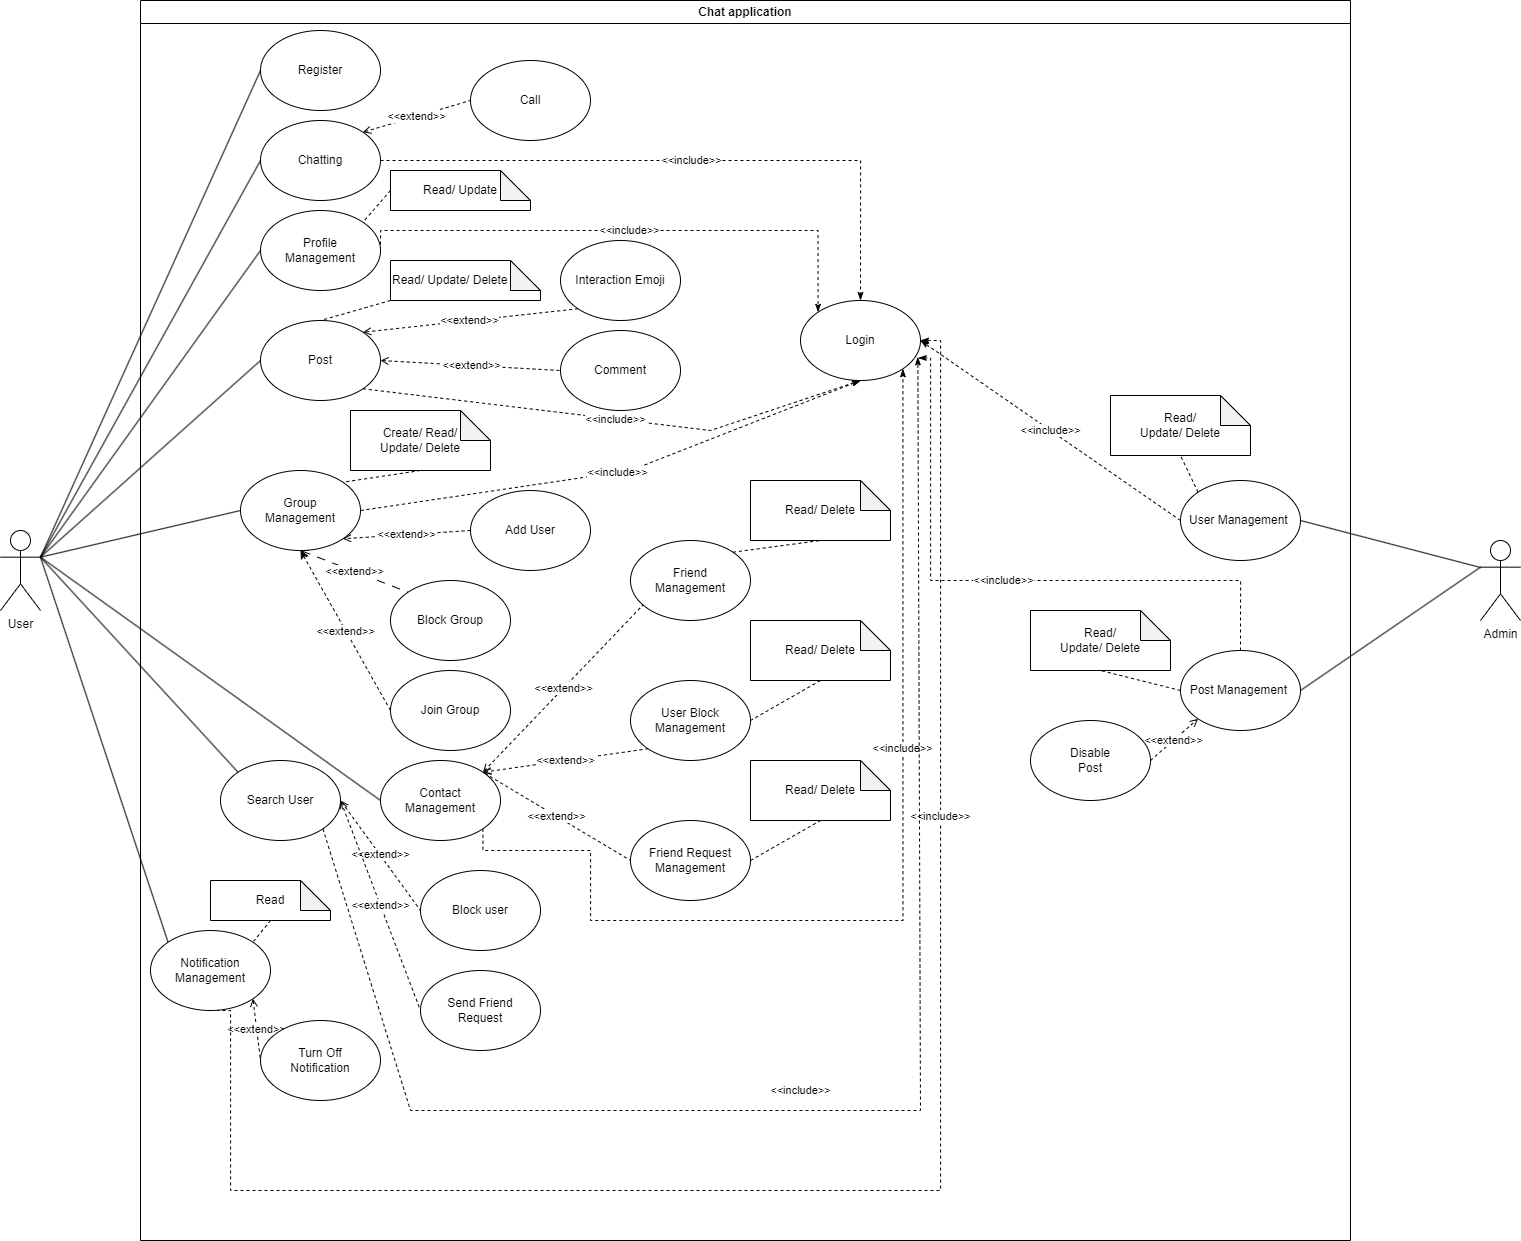 Chat application
Register
Call
<<extend>>
Chatting
<<include>>
Read/ Update
Profile
Management
<<include>>
Read/ Update/ Delete
Interaction Emoji
<<extend>>
Post
<<extend>>
Comment
<<include>>
Login
Create/ Read/
Update/ Delete
<<include>>
Group
Management
<<extend>>
Add User
<<extend>>
Block Group
<<extend>>
Join Group
User
Read/ Delete
Friend
Management
<<extend>>
Read/ Delete
User Block
Management
<<extend>>
Read/ Delete
Friend Request
Management
<<extend>>
Contact
Management
<<include>>
<<include>>
Search User
<<extend>>
<<extend>>
Block user
Send Friend
Request
Read
Notification
Management
<<extend>>
Turn Off
Notification
<<include>>
<<include>>
Read/
Update/ Delete
User Management
<<include>>
Read/
Update/ Delete
Post Management
<<extend>>
Disable
Post
Admin